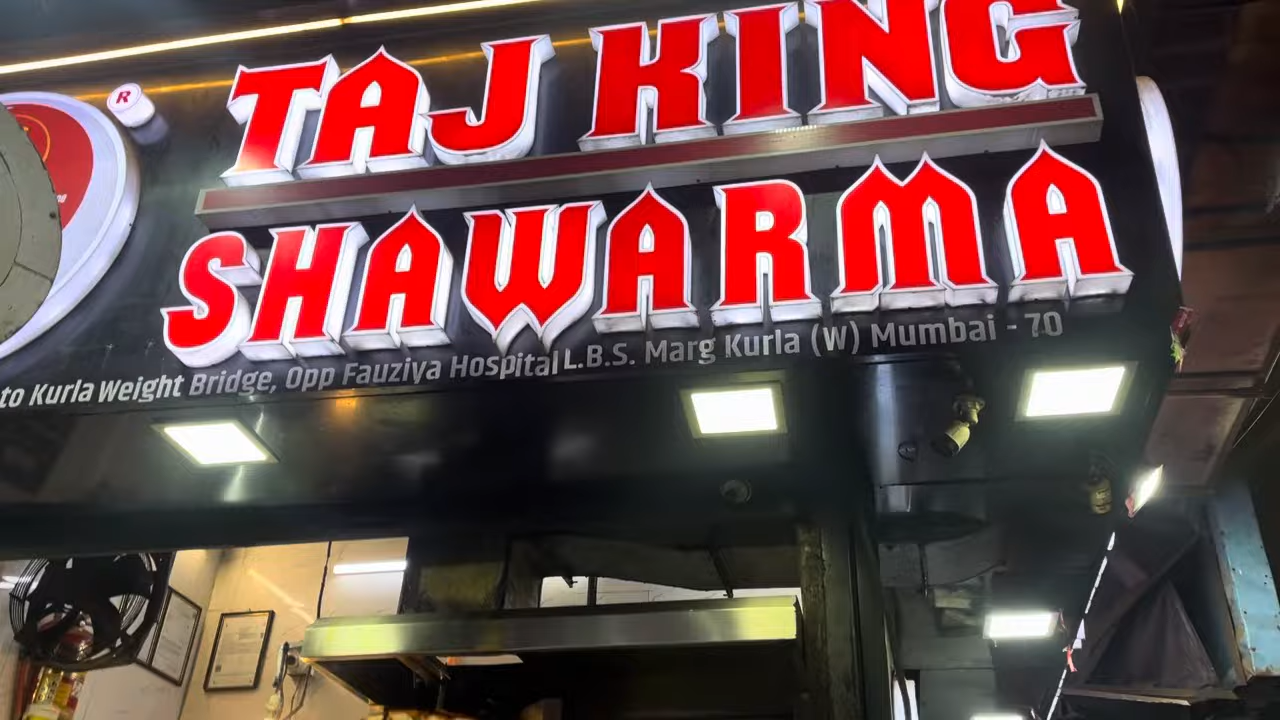 R
TAJ KING
SHAWARMA
to Kurla Weight Bridge, Opp Fauziya Hospital L.B.S. Marg Kurla (W) Mumbai - 70